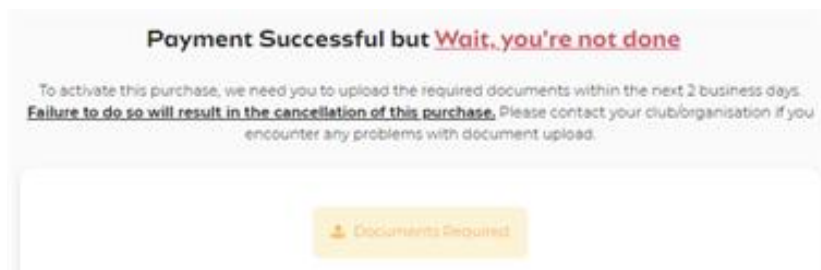 Payment Successful but Wait, you're not done
To activate this purchase, we need you to upload the required documents within the next 2 business days.
Failure to do so will result in the cancellation of this purchase. Please contact your club/organisation if you
encounter any problems with document upload.
Documents Required